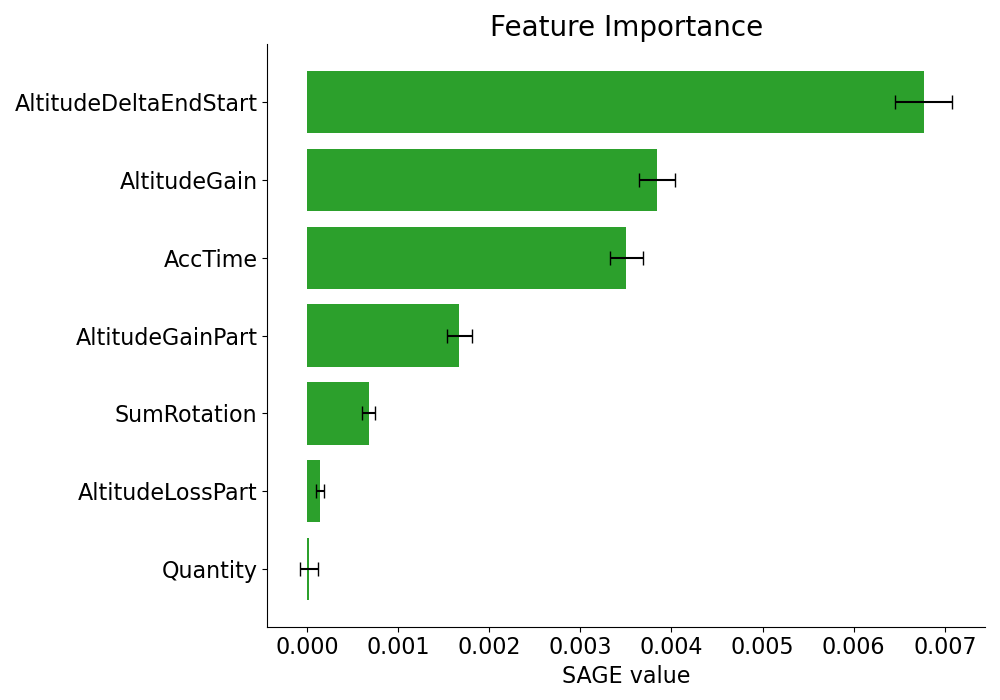 Feature Importance
AltitudeDeltaEndStart
AltitudeGain
AccTime
AltitudeGainPart
SumRotation
AltitudeLossPart
Quantity
0.000 0.001 0.002 0.003 0.004 0.005 0.006 0.007
SAGE value